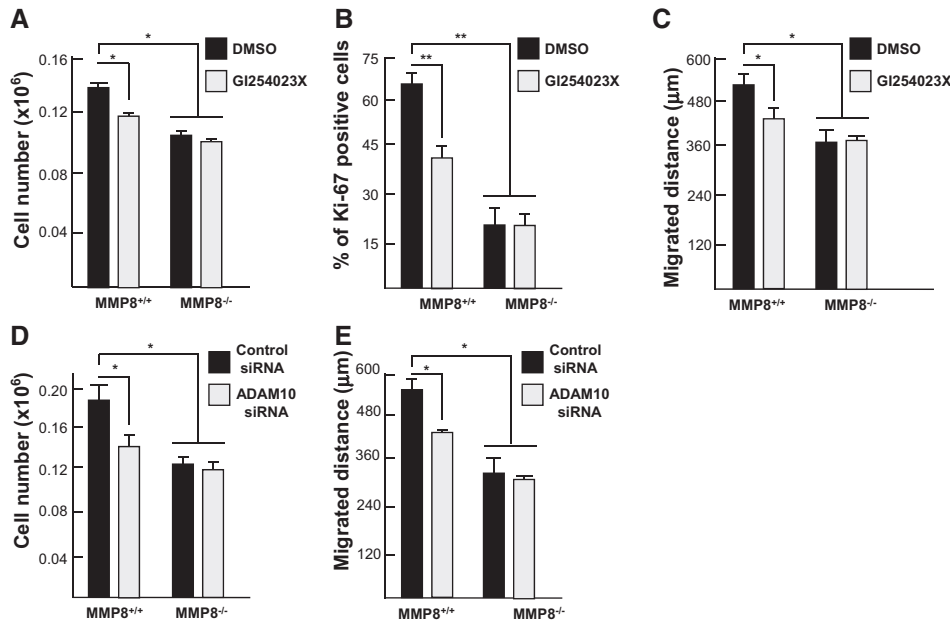 A
Cell number (x10⁶)
0.16
0.12
0.08
0.04
*
*
DMSO
GI254023X
MMP8+/+
MMP8-/-
B
% of Ki-67 positive cells
75
60
45
30
15
**
**
DMSO
GI254023X
MMP8+/+
MMP8-/-
C
Migrated distance (μm)
600
480
360
240
120
*
*
DMSO
GI254023X
MMP8+/+
MMP8-/-
D
Cell number (x10⁶)
0.20
0.16
0.12
0.08
0.04
*
*
Control
siRNA
ADAM10
siRNA
MMP8+/+
MMP8-/-
E
Migrated distance (μm)
600
480
360
240
120
*
*
Control
siRNA
ADAM10
siRNA
MMP8+/+
MMP8-/-